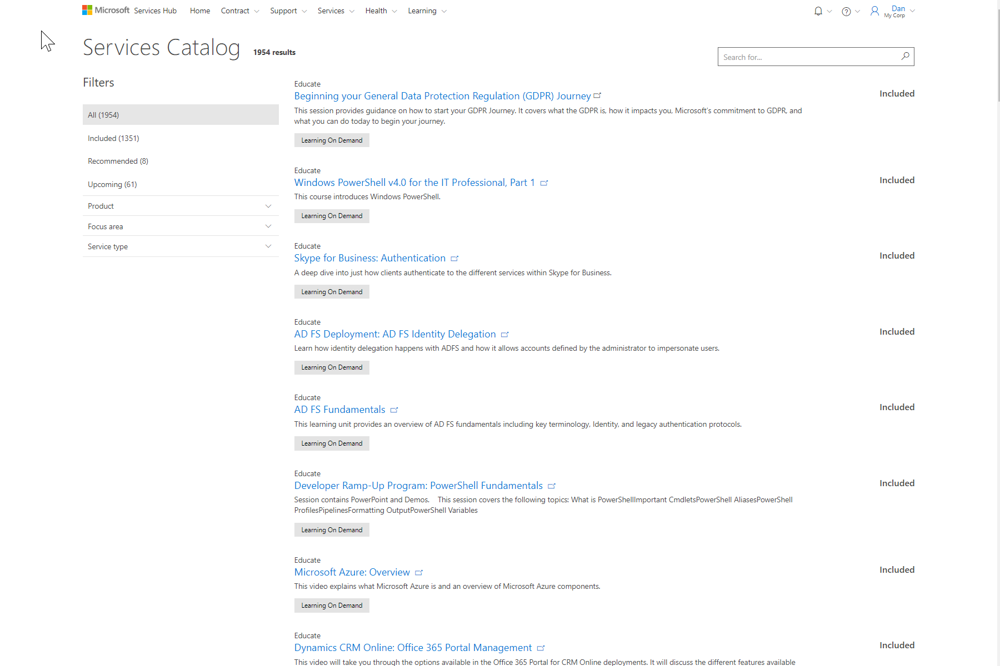 Microsoft Services Hub Home Contract Support Services Health Learning Dan
My Corp
Services Catalog 1954 results
Search for...
Filters
All (1954)
Included (1351)
Recommended (8)
Upcoming (61)
Product
Focus area
Service type
Educate
Beginning your General Data Protection Regulation (GDPR) Journey
Included
This session provides guidance on how to start your GDPR Journey. It covers what the GDPR is, how it impacts you, Microsoft's commitment to GDPR, and
what you can do today to begin your journey.
Learning On Demand
Educate
Windows PowerShell v4.0 for the IT Professional, Part 1
Included
This course introduces Windows PowerShell.
Learning On Demand
Educate
Skype for Business: Authentication
Included
A deep dive into just how clients authenticate to the different services within Skype for Business.
Learning On Demand
Educate
AD FS Deployment: AD FS Identity Delegation
Included
Learn how identity delegation happens with ADFS and how it allows accounts defined by the administrator to impersonate users.
Learning On Demand
Educate
AD FS Fundamentals
Included
This learning unit provides an overview of AD FS fundamentals including key terminology, Identity, and legacy authentication protocols.
Learning On Demand
Educate
Developer Ramp-Up Program: PowerShell Fundamentals
Included
Session contains PowerPoint and Demos.    This session covers the following topics: What is PowerShellImportant CmdletsPowerShell AliasesPowerShell
ProfilesPipelinesFormatting OutputPowerShell Variables
Learning On Demand
Educate
Microsoft Azure: Overview
Included
This video explains what Microsoft Azure is and an overview of Microsoft Azure components.
Learning On Demand
Educate
Dynamics CRM Online: Office 365 Portal Management
Included
This video will take you through the options available in the Office 365 Portal for CRM Online deployments. It will discuss the different features available